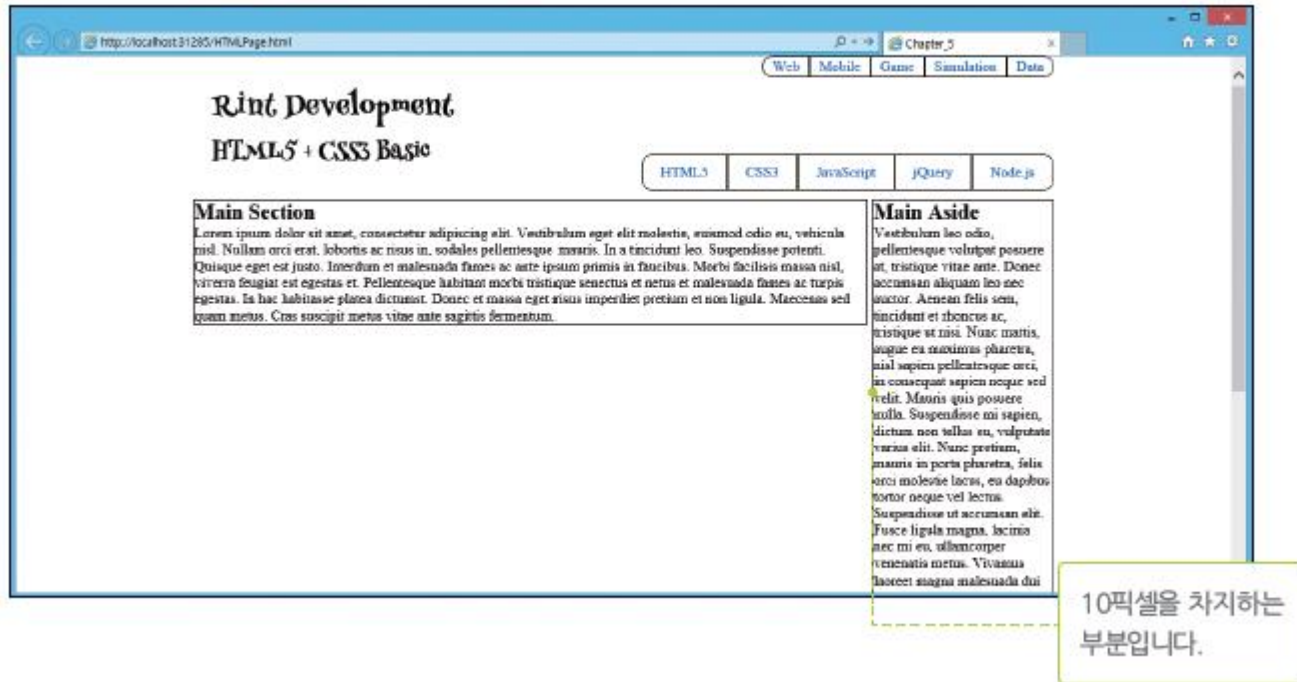 http://localhost:31285/HTMLPage.html
Chapter_5
Web Mobile Game Simulation Data
Rint Development
HTML5 + CSS3 Basic
HTML5 CSS3 JavaScript jQuery Node.js
Main Section
Lorem ipsum dolor sit amet, consectetur adipiscing elit. Vestibulum eget elit molestie, euismod odio eu, vehicula
nisl. Nullam orci erat, lobortis ac risus in, sodales pellentesque mauris. In a tincidunt leo. Suspendisse potenti.
Quisque eget est justo. Interdum et malesuada fames ac ante ipsum primis in faucibus. Morbi facilisis massa nisl,
viverra feugiat est egestas et. Pellentesque habitant morbi tristique senectus et netus et malesuada fames ac turpis
egestas. In hac habitasse platea dictumst. Donec et massa eget risus imperdiet pretium et non ligula. Maecenas sed
quam metus. Cras suscipit metus vitae ante sagittis fermentum.
Main Aside
Vestibulum leo odio,
pellentesque volutpat posuere
at, tristique vitae ante. Donec
accumsan aliquam leo nec
auctor. Aenean felis sem,
tincidunt et rhoncus ac,
tristique ut nisi. Nunc mattis,
augue eu maximus pharetra,
nisl sapien pellentesque orci,
in consequat sapien neque sed
velit. Mauris quis posuere
nulla. Suspendisse mi sapien,
dictum non tellus eu, vulputate
varius elit. Nunc pretium,
mauris in porta pharetra, felis
orci molestie lacus, eu dapibus
tortor neque vel lectus.
Suspendisse ut accumsan elit.
Fusce ligula magna, lacinia
nec mi eu, ullamcorper
venenatis metus. Vivamus
laoreet magna malesuada dui
10픽셀을 차지하는
부분입니다.